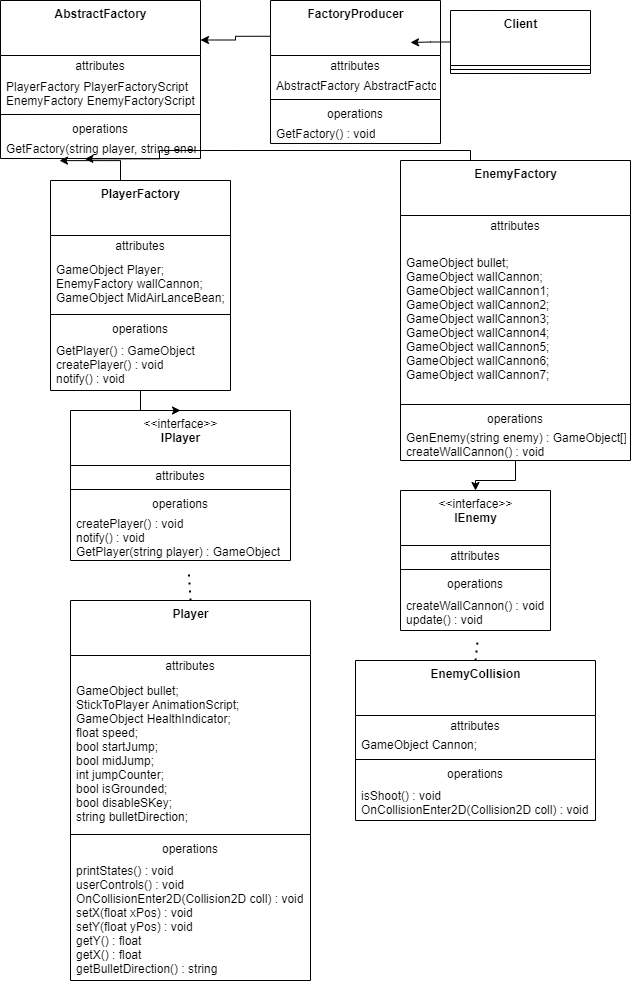 AbstractFactory
attributes
PlayerFactory PlayerFactoryScript
EnemyFactory EnemyFactoryScript
operations
GetFactory(string player, string ener
FactoryProducer
attributes
AbstractFactory AbstractFacto
operations
GetFactory() : void
Client
PlayerFactory
attributes
GameObject Player;
EnemyFactory wallCannon;
GameObject MidAirLanceBean;
operations
GetPlayer() : GameObject
createPlayer() : void
notify() : void
EnemyFactory
attributes
GameObject bullet;
GameObject wallCannon;
GameObject wallCannon1;
GameObject wallCannon2;
GameObject wallCannon3;
GameObject wallCannon4;
GameObject wallCannon5;
GameObject wallCannon6;
GameObject wallCannon7;
operations
GenEnemy(string enemy) : GameObject[]
createWallCannon() : void
<<interface>>
IPlayer
attributes
operations
createPlayer() : void
notify() : void
GetPlayer(string player) : GameObject
<<interface>>
IEnemy
attributes
operations
createWallCannon() : void
update() : void
Player
attributes
GameObject bullet;
StickToPlayer AnimationScript;
GameObject HealthIndicator;
float speed;
bool startJump;
bool midJump;
int jumpCounter;
bool isGrounded;
bool disableSKey;
string bulletDirection;
operations
printStates() : void
userControls() : void
OnCollisionEnter2D(Collision2D coll) : void
setX(float xPos) : void
setY(float yPos) : void
getY() : float
getX() : float
getBulletDirection() : string
EnemyCollision
attributes
GameObject Cannon;
operations
isShoot() : void
OnCollisionEnter2D(Collision2D coll) : void